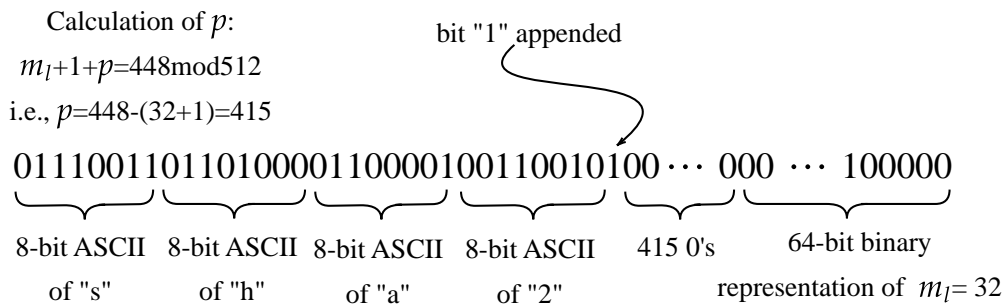 Calculation of p:
m_l+1+p=448mod512
i.e., p=448-(32+1)=415
bit "1" appended
01110011011010000110000100110010100 ··· 000 ··· 100000
8-bit ASCII of "s"
8-bit ASCII of "h"
8-bit ASCII of "a"
8-bit ASCII of "2"
415 0's
64-bit binary representation of m_l= 32